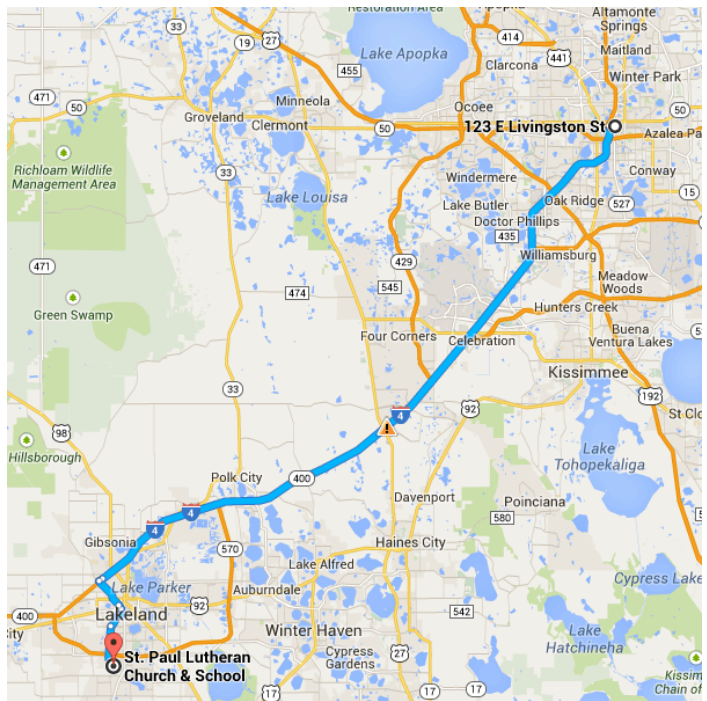 Restoration Area
Apopka
Altamonte
Springs
33
27
19
Lake Apopka
414
441
Maitland
Clarcona
455
Winter Park
471
50
Minneola
Ocoee
Groveland
Clermont
50
123 E Livingston St
50
Azalea Pa
Richloam Wildlife
Management Area
33
Windermere
Conway
Lake Louisa
Lake Butler
Oak Ridge
15
527
Doctor Phillips
435
471
429
Williamsburg
474
545
Meadow
Woods
Green Swamp
Hunters Creek
Four Corners
Celebration
Buena
Ventura Lakes
Kissimmee
33
192
92
4
St Clo
98
Hillsborough
Lake
Tohopekaliga
Polk City
400
4
Davenport
Poinciana
4
580
Gibsonia
570
Haines City
Lake Alfred
Cypress Lake
Lake Parker
92
Auburndale
400
Lakeland
542
City
Winter Haven
Lake
Hatchineha
St. Paul Lutheran
Church & School
Cypress
Gardens
27
Kissimm
Chain of
17
17
17